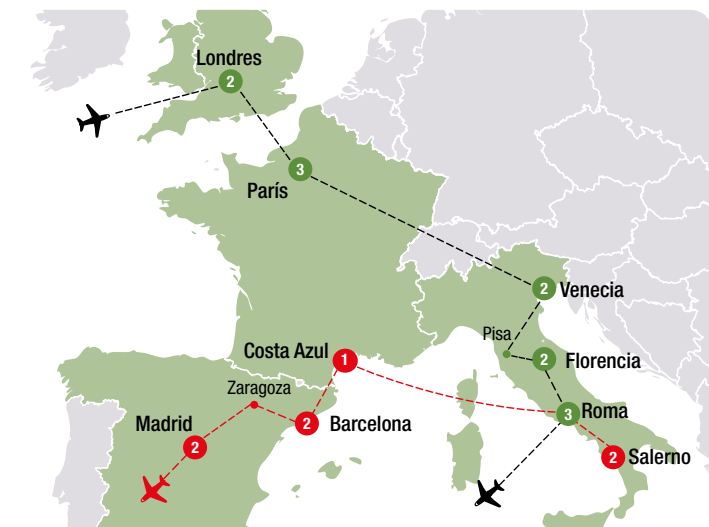 Londres
2
3
París
2
Venecia
Pisa
Costa Azul
1
2
Florencia
Zaragoza
3
Roma
Madrid
2
Barcelona
2
2
Salerno